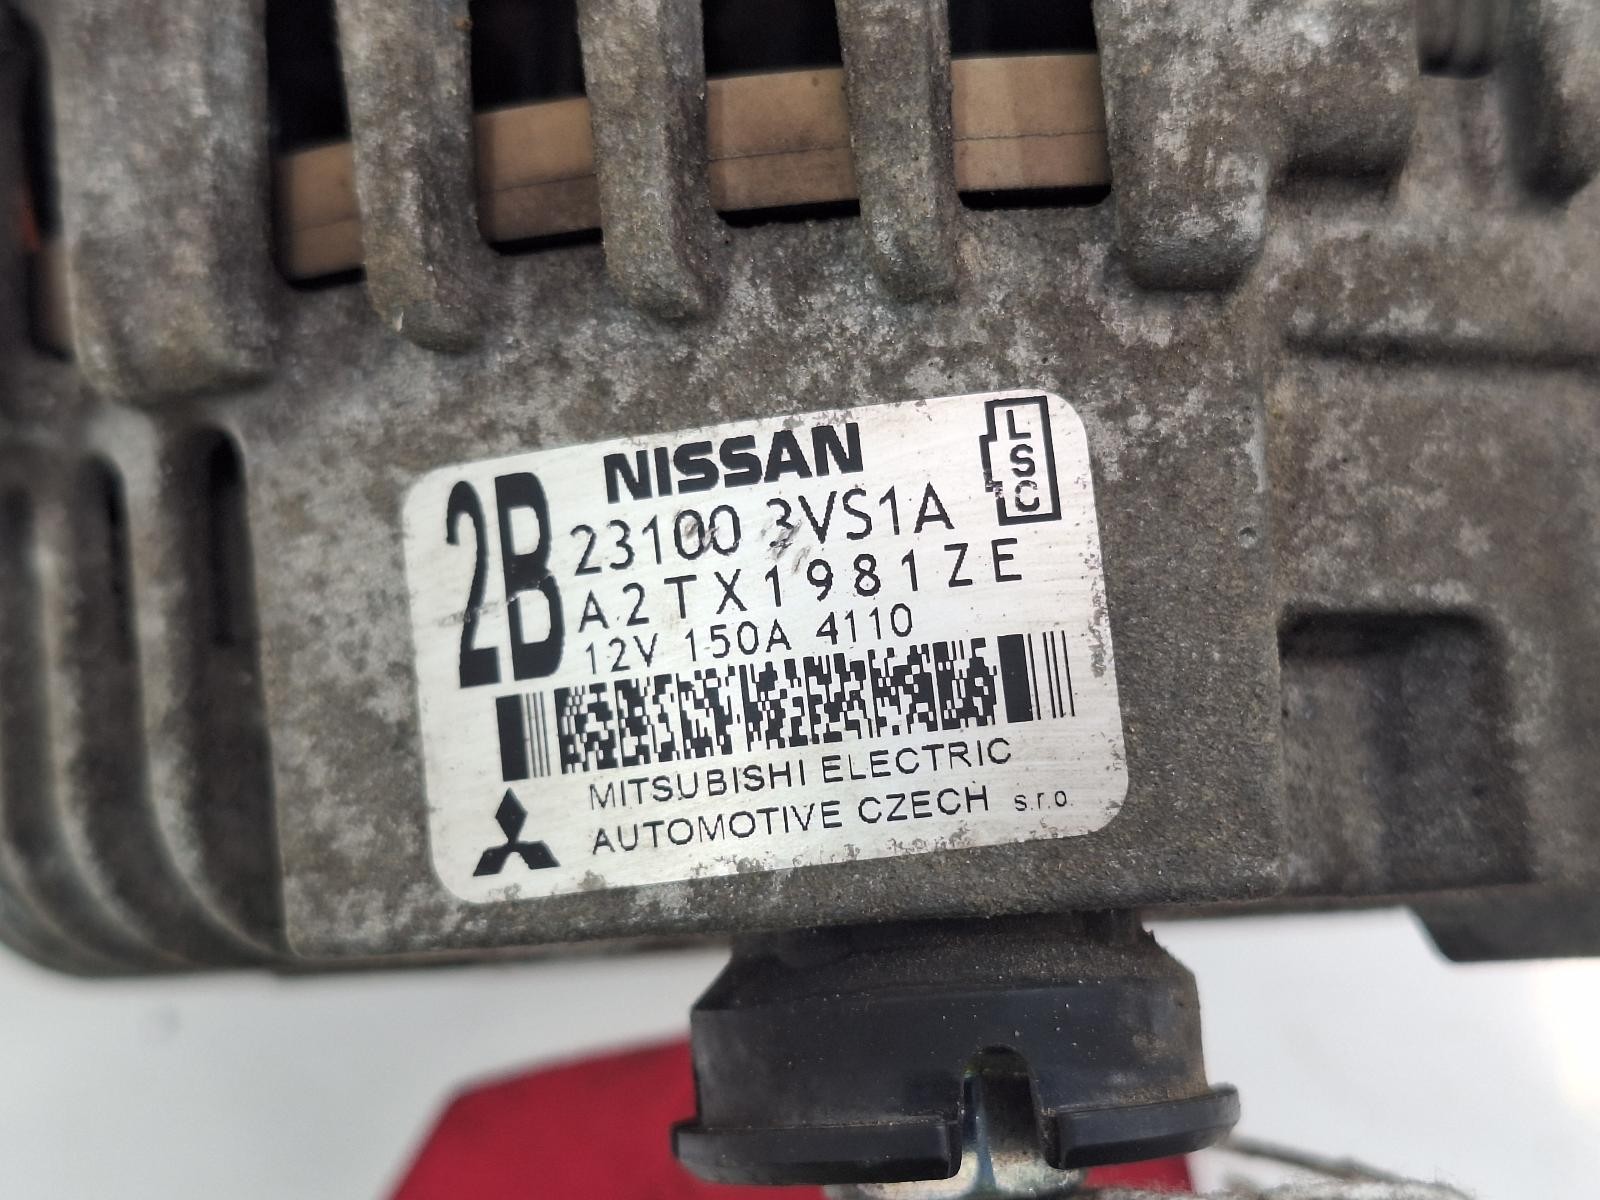 NISSAN
2B
23100 3VS1A
L
S
C
A2TX1981ZE
12V 150A 4110
MITSUBISHI ELECTRIC
AUTOMOTIVE CZECH s.r.o.